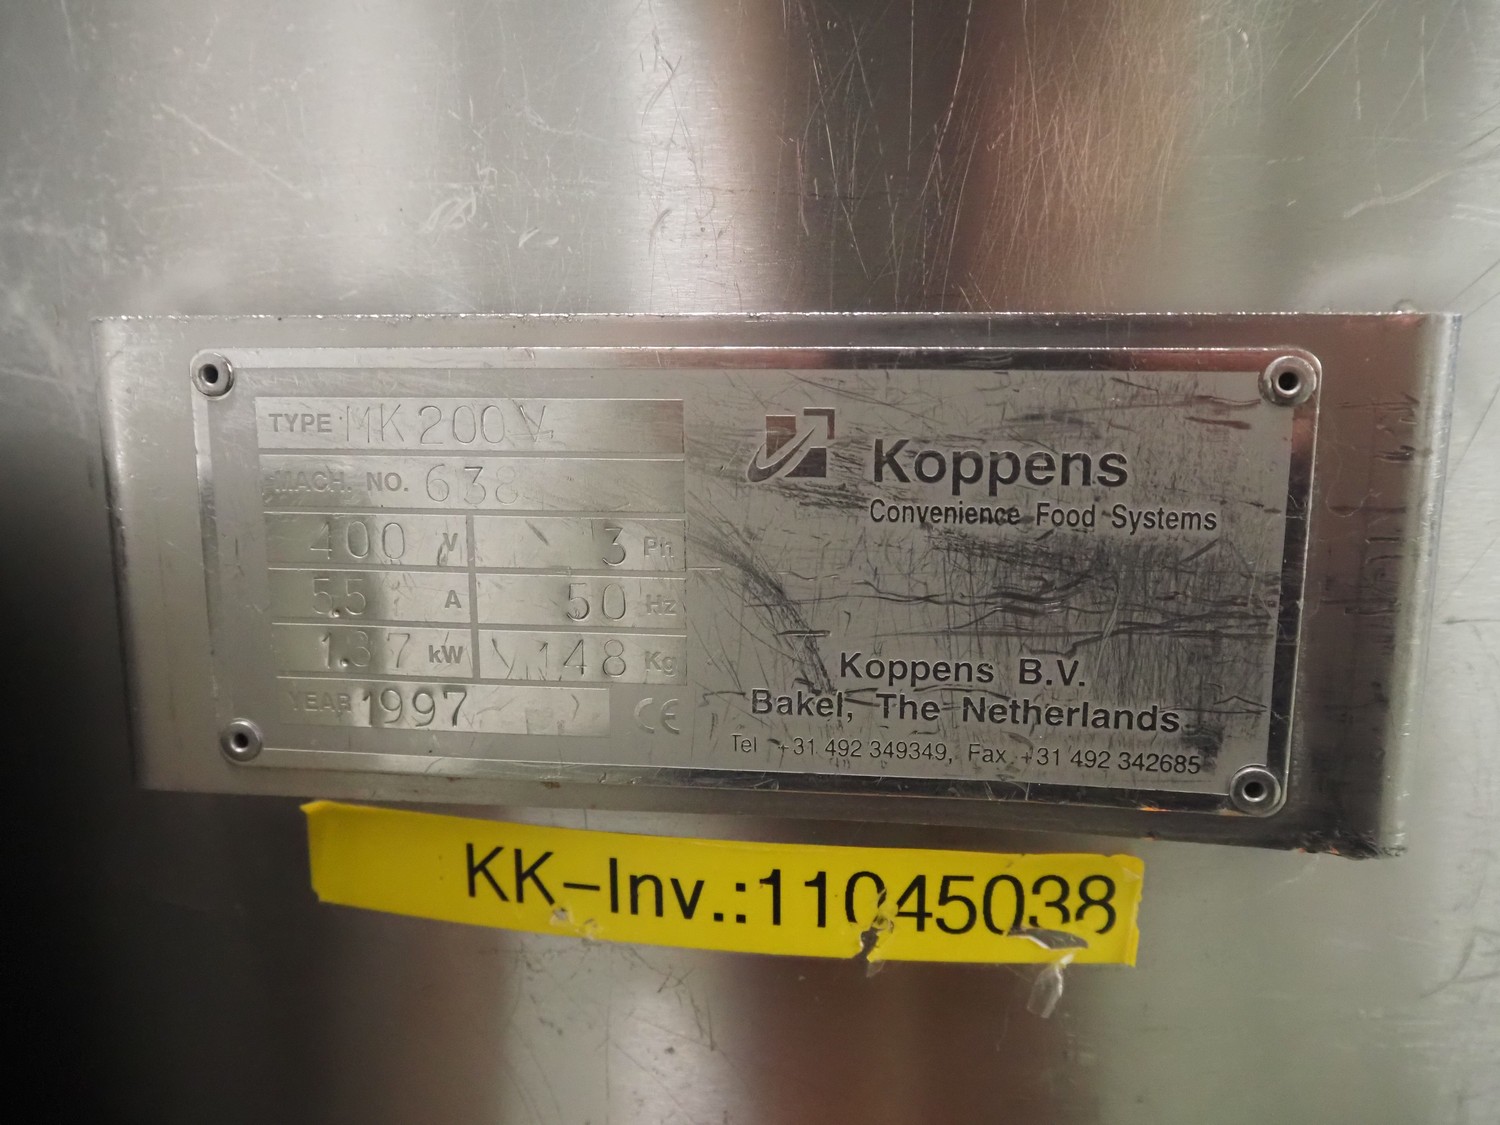 TYPE MK 200 V
MACH. NO. 638
400 V 3 Ph
5.5 A 50 Hz
1.37 kW 148 Kg
YEAR 1997 CE
Koppens
Convenience Food Systems
Koppens B.V.
Bakel, The Netherlands
Tel +31 492 349349, Fax +31 492 342685
KK-Inv.:11045038